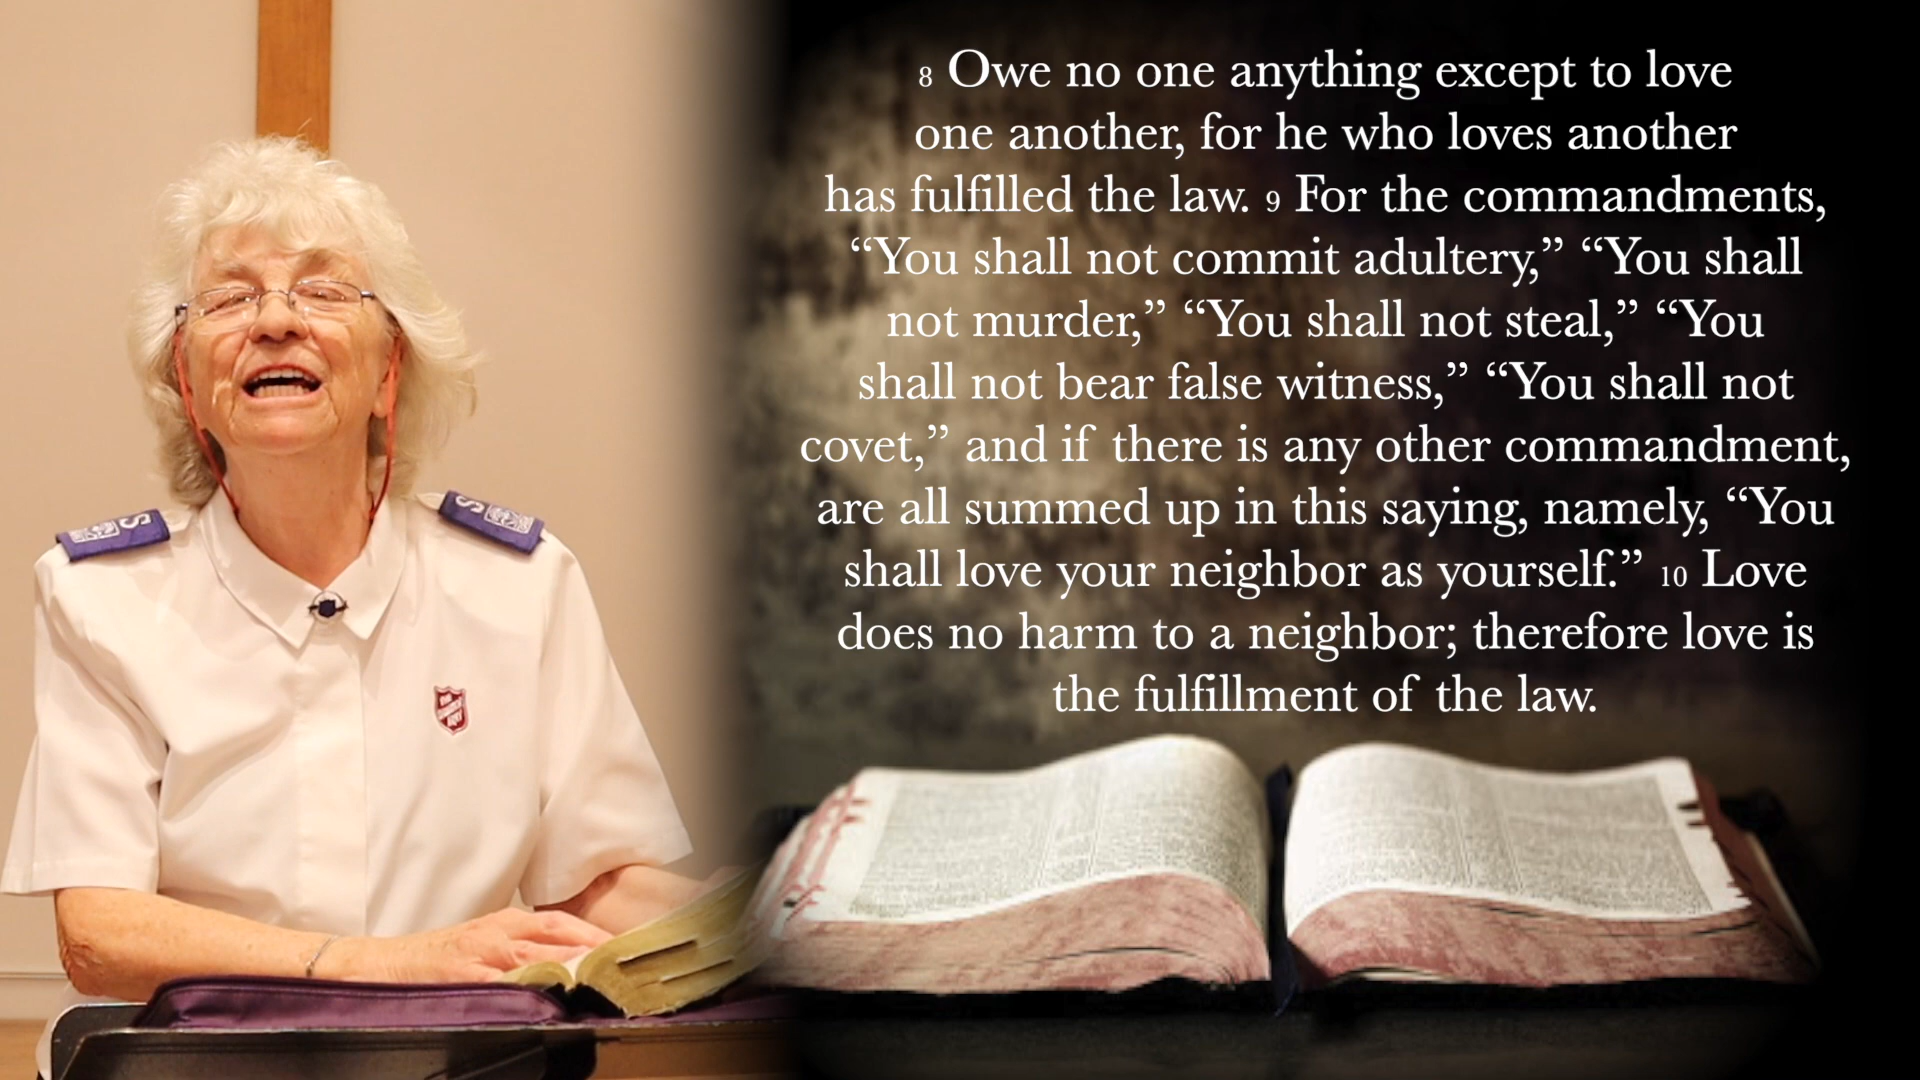 8 Owe no one anything except to love
one another, for he who loves another
has fulfilled the law. 9 For the commandments,
“You shall not commit adultery,” “You shall
not murder,” “You shall not steal,” “You
shall not bear false witness,” “You shall not
covet,” and if there is any other commandment,
are all summed up in this saying, namely, “You
shall love your neighbor as yourself.” 10 Love
does no harm to a neighbor; therefore love is
the fulfillment of the law.
S
S
THE
SALVATION
ARMY